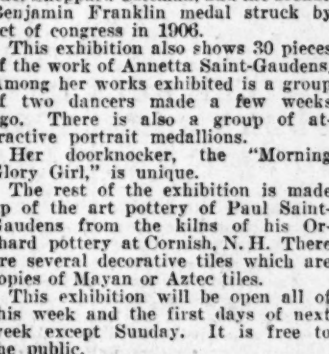 Benjamin Franklin medal struck by
ct of congress in 1906.
This exhibition also shows 30 pieces
f the work of Annetta Saint-Gaudens.
mong her works exhibited is a group
f two dancers made a few weeks
go. There is also a group of at-
ractive portrait medallions.
Her doorknocker, the "Morning
lory Girl," is unique.
The rest of the exhibition is made
p of the art pottery of Paul Saint-
Gaudens from the kilns of his Or-
hard pottery at Cornish, N. H. There
re several decorative tiles which are
opies of Mayan or Aztec tiles.
This exhibition will be open all of
his week and the first days of next
eek except Sunday. It is free to
he public.